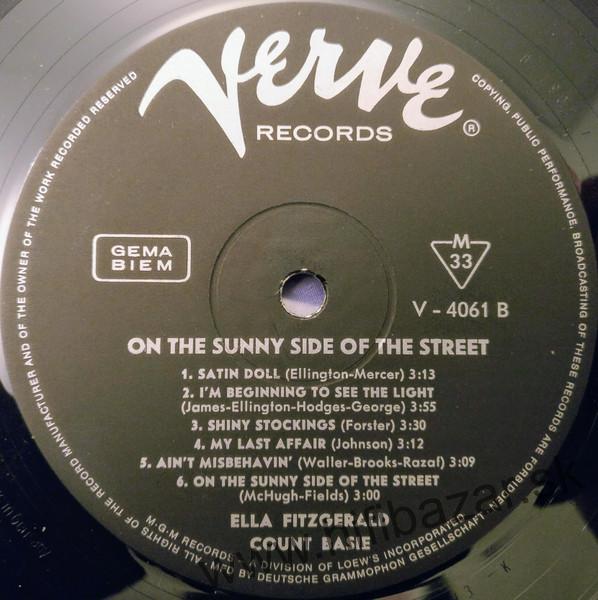 Verve
RECORDS ®
GEMA
BIEM
M
33
V - 4061 B
ON THE SUNNY SIDE OF THE STREET
1. SATIN DOLL (Ellington-Mercer) 3:13
2. I'M BEGINNING TO SEE THE LIGHT
(James-Ellington-Hodges-George) 3:55
3. SHINY STOCKINGS (Forster) 3:30
4. MY LAST AFFAIR (Johnson) 3:12
5. AIN'T MISBEHAVIN' (Waller-Brooks-Razaf) 3:09
6. ON THE SUNNY SIDE OF THE STREET
(McHugh-Fields) 3:00
ELLA FITZGERALD
COUNT BASIE
M.G.M RECORDS - A DIVISION OF LOEW'S INCORPORATED
ALL RIGHTS OF THE RECORD MANUFACTURER AND OF THE OWNER OF THE WORK RECORDED RESERVED
COPYING, PUBLIC PERFORMANCE, BROADCASTING OF THESE RECORDS ARE FORBIDDEN
MFD BY DEUTSCHE GRAMMOPHON GESELLSCHAFT
www.hifibazar.sk